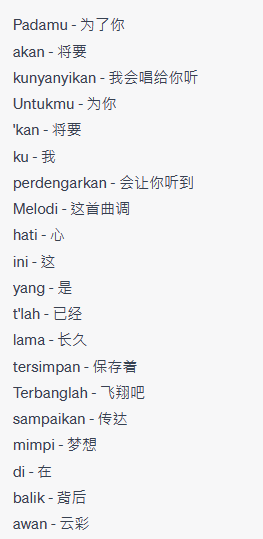 Padamu - 为了你
akan - 将要
kunyanyikan - 我会唱给你听
Untukmu - 为你
'kan - 将要
ku - 我
perdengarkan - 会让你听到
Melodi - 这首曲调
hati - 心
ini - 这
yang - 是
t'lah - 已经
lama - 长久
tersimpan - 保存着
Terbanglah - 飞翔吧
sampaikan - 传达
mimpi - 梦想
di - 在
balik - 背后
awan - 云彩